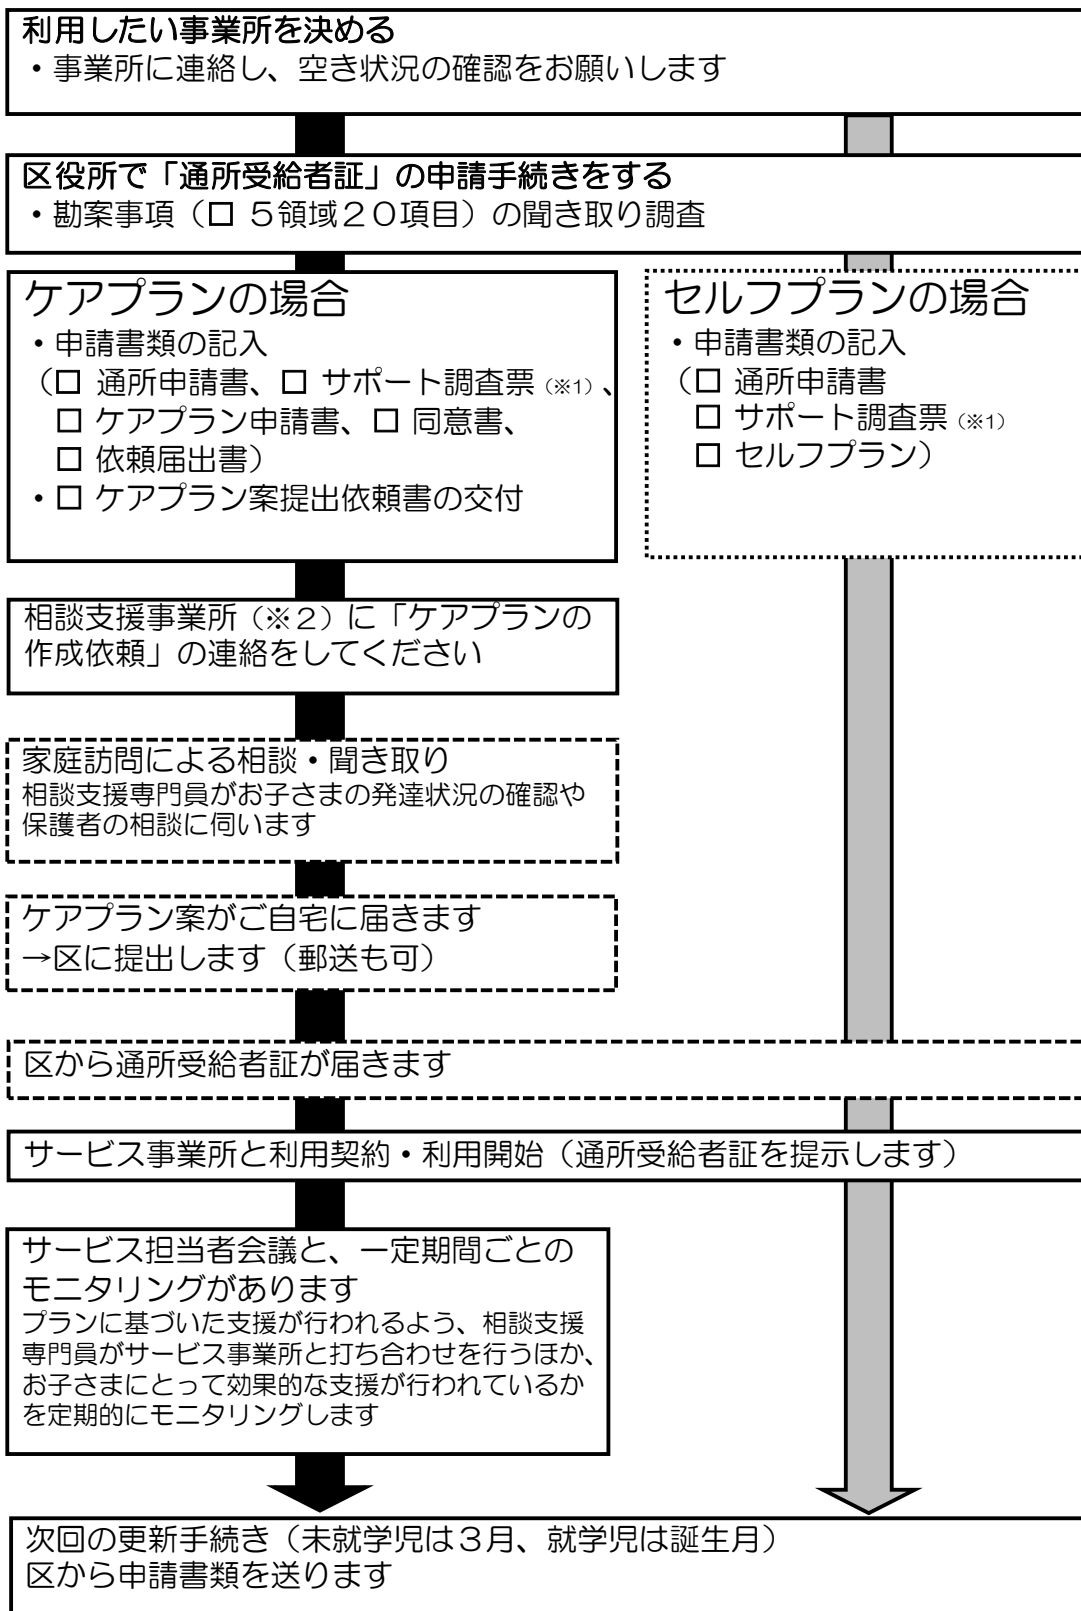 利用したい事業所を決める
・事業所に連絡し、空き状況の確認をお願いします
区役所で「通所受給者証」の申請手続きをする
・勘案事項（□ ５領域２０項目）の聞き取り調査
ケアプランの場合
・申請書類の記入
（□ 通所申請書、□ サポート調査票（※1）、
□ ケアプラン申請書、□ 同意書、
□ 依頼届出書）
・□ ケアプラン案提出依頼書の交付
セルフプランの場合
・申請書類の記入
（□ 通所申請書
□ サポート調査票（※1）
□ セルフプラン）
相談支援事業所（※２）に「ケアプランの
作成依頼」の連絡をしてください
家庭訪問による相談・聞き取り
相談支援専門員がお子さまの発達状況の確認や
保護者の相談に伺います
ケアプラン案がご自宅に届きます
→区に提出します（郵送も可）
区から通所受給者証が届きます
サービス事業所と利用契約・利用開始（通所受給者証を提示します）
サービス担当者会議と、一定期間ごとの
モニタリングがあります
プランに基づいた支援が行われるよう、相談支援
専門員がサービス事業所と打ち合わせを行うほか、
お子さまにとって効果的な支援が行われているか
を定期的にモニタリングします
次回の更新手続き（未就学児は３月、就学児は誕生月）
区から申請書類を送ります